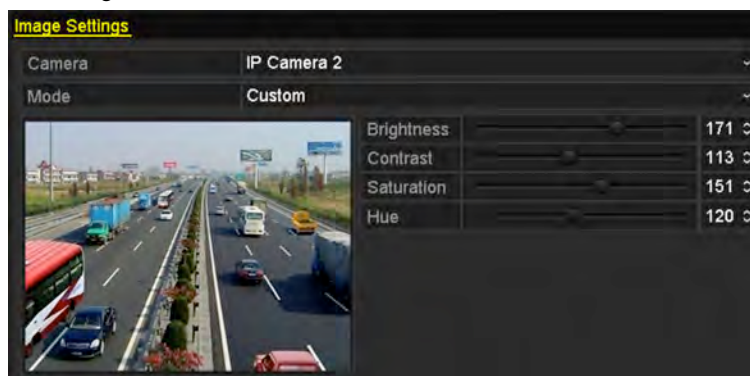 Image Settings
Camera IP Camera 2
Mode Custom
Brightness 171
Contrast 113
Saturation 151
Hue 120